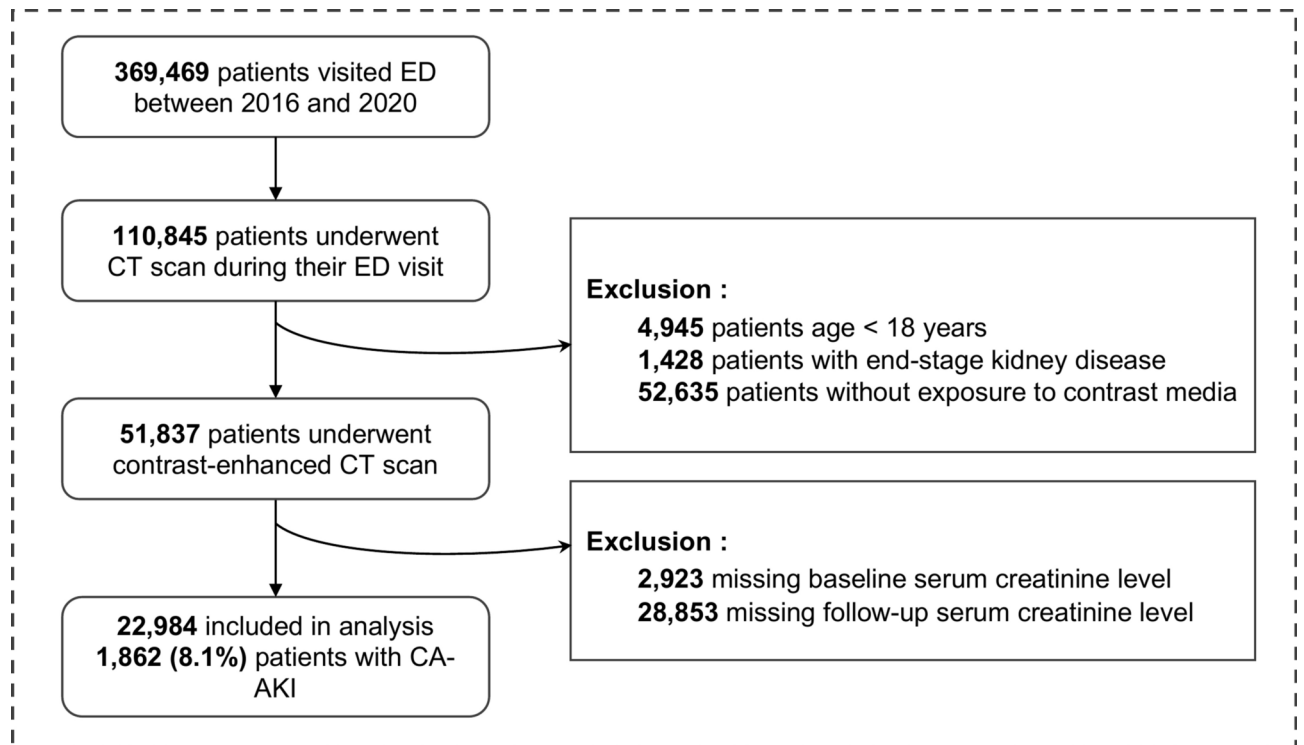 369,469 patients visited ED
between 2016 and 2020
110,845 patients underwent
CT scan during their ED visit
Exclusion :
4,945 patients age < 18 years
1,428 patients with end-stage kidney disease
52,635 patients without exposure to contrast media
51,837 patients underwent
contrast-enhanced CT scan
Exclusion :
2,923 missing baseline serum creatinine level
28,853 missing follow-up serum creatinine level
22,984 included in analysis
1,862 (8.1%) patients with CA-
AKI